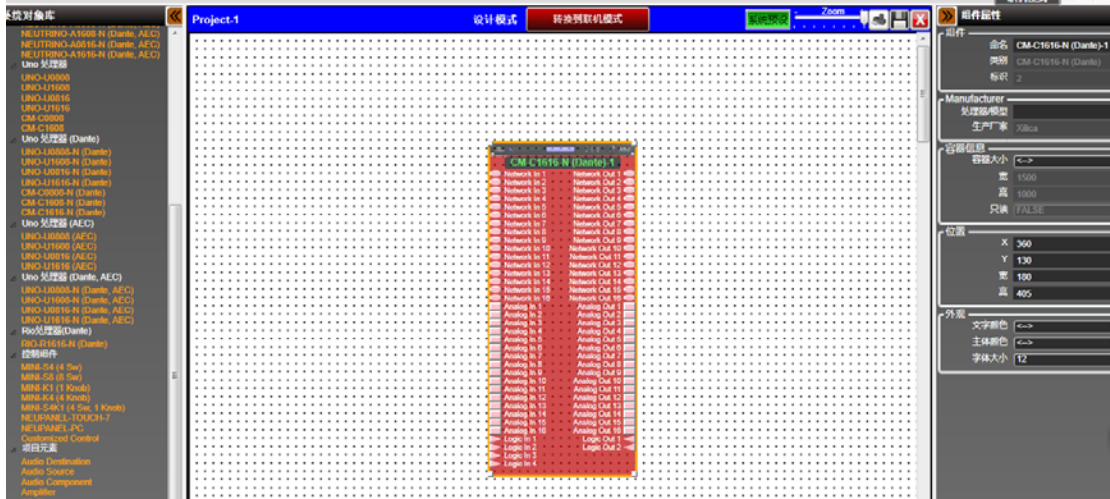 系统对象库
NEUTRINO-A1608-N (Dante, AEC)
NEUTRINO-A0816-N (Dante, AEC)
NEUTRINO-A1616-N (Dante, AEC)
Uno 处理器
UNO-U0808
UNO-U1608
UNO-U0816
UNO-U1616
CM-C0808
CM-C1608
Uno 处理器 (Dante)
UNO-U0808-N (Dante)
UNO-U1608-N (Dante)
UNO-U0816-N (Dante)
UNO-U1616-N (Dante)
CM-C0808-N (Dante)
CM-C1608-N (Dante)
CM-C1616-N (Dante)
Uno 处理器 (AEC)
UNO-U0808 (AEC)
UNO-U1608 (AEC)
UNO-U0816 (AEC)
UNO-U1616 (AEC)
Uno 处理器 (Dante, AEC)
UNO-U0808-N (Dante, AEC)
UNO-U1608-N (Dante, AEC)
UNO-U0816-N (Dante, AEC)
UNO-U1616-N (Dante, AEC)
Rio处理器(Dante)
RIO-R1616-N (Dante)
控制组件
MINI-S4 (4 Sw)
MINI-S8 (8 Sw)
MINI-K1 (1 Knob)
MINI-K4 (4 Knob)
MINI-S4K1 (4 Sw, 1 Knob)
NEUPANEL-TOUCH-7
NEUPANEL-PC
Customized Control
项目元素
Audio Destination
Audio Source
Audio Component
Amplifier
Project-1
设计模式
转换到联机模式
系统预设
Zoom
CM-C1616-N (Dante)-1
Network In 1 Network Out 1
Network In 2 Network Out 2
Network In 3 Network Out 3
Network In 4 Network Out 4
Network In 5 Network Out 5
Network In 6 Network Out 6
Network In 7 Network Out 7
Network In 8 Network Out 8
Network In 9 Network Out 9
Network In 10 Network Out 10
Network In 11 Network Out 11
Network In 12 Network Out 12
Network In 13 Network Out 13
Network In 14 Network Out 14
Network In 15 Network Out 15
Network In 16 Network Out 16
Analog In 1 Analog Out 1
Analog In 2 Analog Out 2
Analog In 3 Analog Out 3
Analog In 4 Analog Out 4
Analog In 5 Analog Out 5
Analog In 6 Analog Out 6
Analog In 7 Analog Out 7
Analog In 8 Analog Out 8
Analog In 9 Analog Out 9
Analog In 10 Analog Out 10
Analog In 11 Analog Out 11
Analog In 12 Analog Out 12
Analog In 13 Analog Out 13
Analog In 14 Analog Out 14
Analog In 15 Analog Out 15
Analog In 16 Analog Out 16
Logic In 1 Logic Out 1
Logic In 2 Logic Out 2
Logic In 3
Logic In 4
组件属性
组件
命名 CM-C1616-N (Dante)-1
类别 CM-C1616-N (Dante)
标识 2
Manufacturer
处理器/模型
生产厂家 Xilica
容器信息
容器大小 <-->
宽 1500
高 1000
只读 FALSE
位置
X 360
Y 130
宽 180
高 405
外观
文字颜色 <-->
主体颜色 <-->
字体大小 12